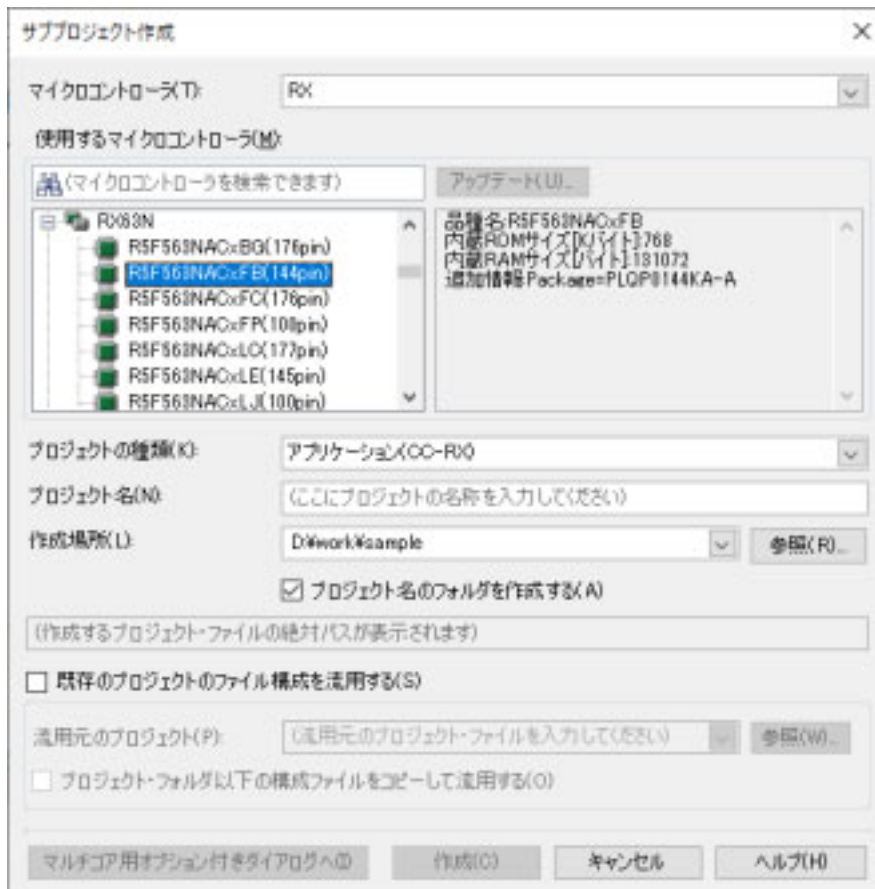 サブプロジェクト作成
マイクロコントローラ(T): RX
使用するマイクロコントローラ(M):
(マイクロコントローラを検索できます) アップデート(U)...
RX63N
R5F563NACxBG(176pin)
R5F563NACxFB(144pin)
R5F563NACxFC(176pin)
R5F563NACxFP(100pin)
R5F563NACxLC(177pin)
R5F563NACxLE(145pin)
R5F563NACxLJ(100pin)
品種名:R5F563NACxFB
内蔵ROMサイズ[Kバイト]:768
内蔵RAMサイズ[バイト]:131072
追加情報:Package=PLQP0144KA-A
プロジェクトの種類(K): アプリケーション(CC-RX)
プロジェクト名(N): (ここにプロジェクトの名称を入力してください)
作成場所(L): D:¥work¥sample 参照(R)...
プロジェクト名のフォルダを作成する(A)
(作成するプロジェクト・ファイルの絶対パスが表示されます)
既存のプロジェクトのファイル構成を流用する(S)
流用元のプロジェクト(P): (流用元のプロジェクト・ファイルを入力してください) 参照(W)...
プロジェクト・フォルダ以下の構成ファイルをコピーして流用する(O)
マルチコア用オプション付きダイアログへ(I) 作成(C) キャンセル ヘルプ(H)